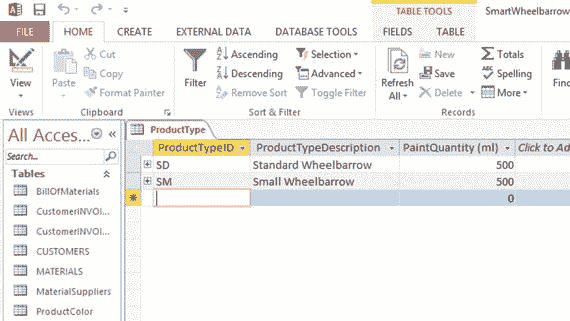 TABLE TOOLS SmartWheelbarrow
FILE HOME CREATE EXTERNAL DATA DATABASE TOOLS FIELDS TABLE
View
Views
Paste
Cut
Copy
Format Painter
Clipboard
Filter
Ascending
Descending
Remove Sort
Selection
Advanced
Toggle Filter
Sort & Filter
Refresh
All
New
Save
Delete
Totals
Spelling
More
Records
All Acces...
Search...
Tables
BillOfMaterials
CustomerINVOI...
CustomerINVOI...
CUSTOMERS
MATERIALS
MaterialSuppliers
ProductColor
ProductType
ProductTypeID ProductTypeDescription PaintQuantity (ml) Click to Ad
SD Standard Wheelbarrow 500
SM Small Wheelbarrow 500
0